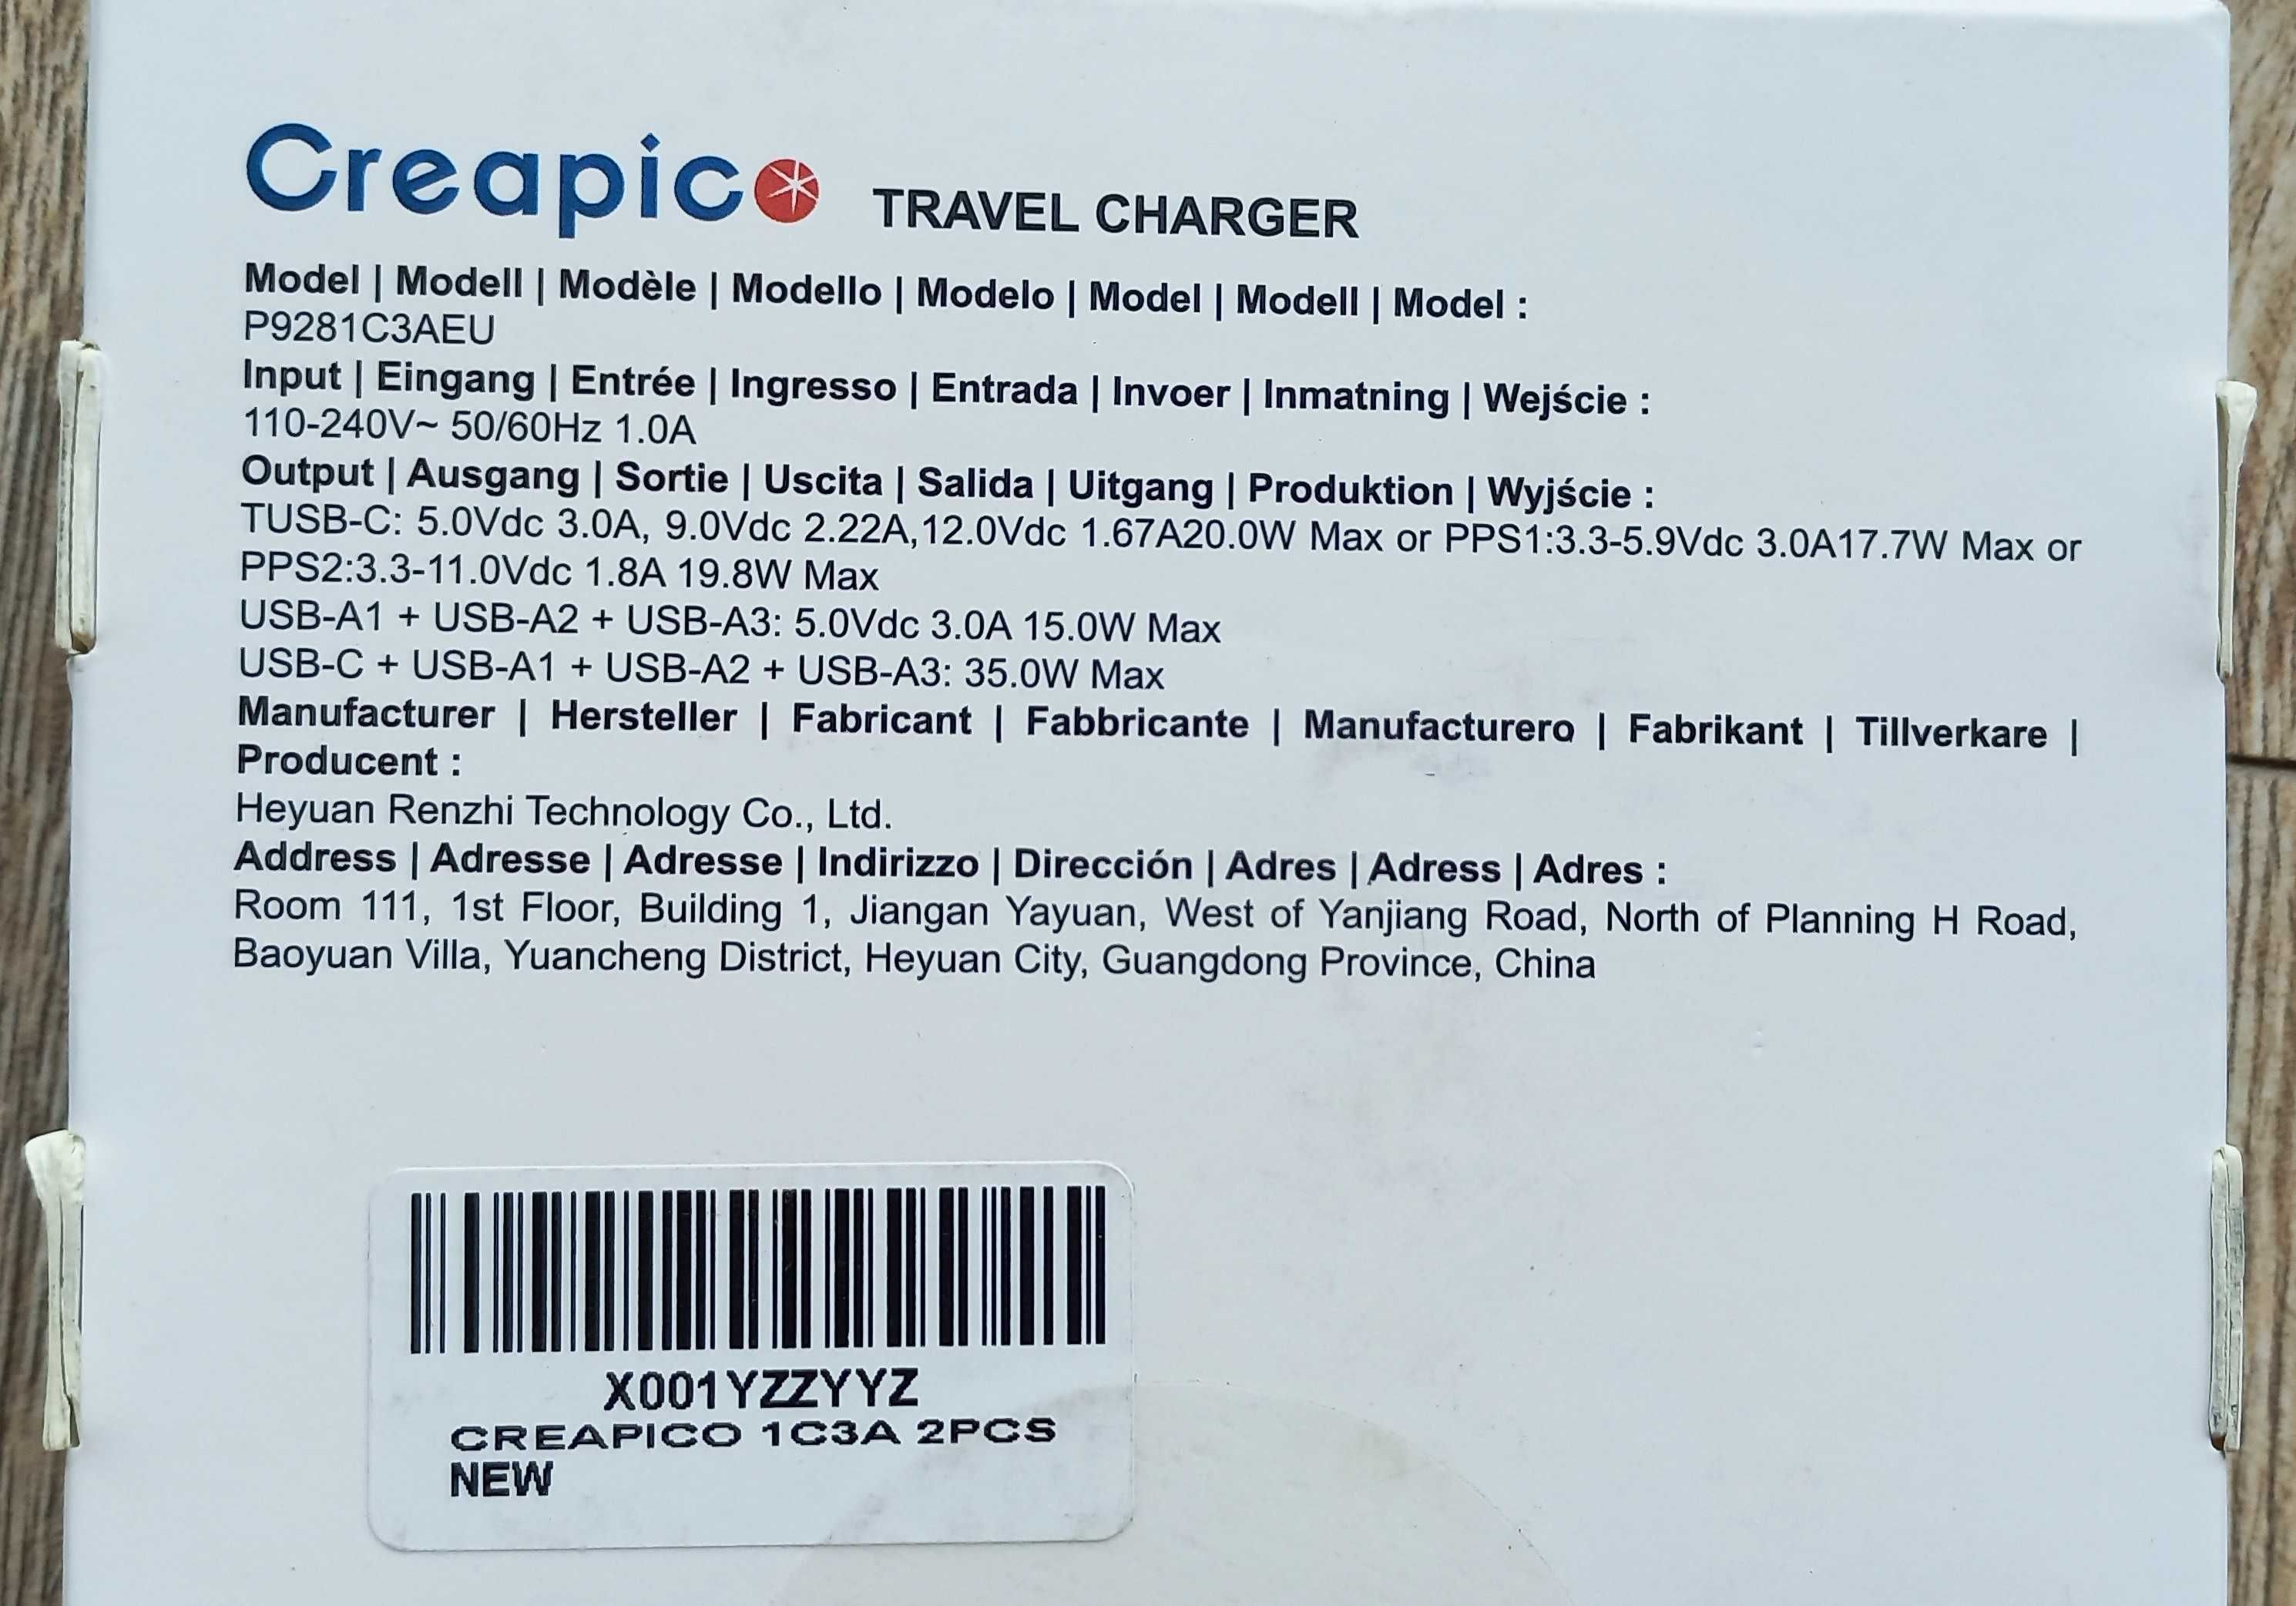 Creapico TRAVEL CHARGER
Model | Modell | Modèle | Modello | Modelo | Model | Modell | Model :
P9281C3AEU
Input | Eingang | Entrée | Ingresso | Entrada | Invoer | Inmatning | Wejście :
110-240V~ 50/60Hz 1.0A
Output | Ausgang | Sortie | Uscita | Salida | Uitgang | Produktion | Wyjście :
TUSB-C: 5.0Vdc 3.0A, 9.0Vdc 2.22A,12.0Vdc 1.67A20.0W Max or PPS1:3.3-5.9Vdc 3.0A17.7W Max or
PPS2:3.3-11.0Vdc 1.8A 19.8W Max
USB-A1 + USB-A2 + USB-A3: 5.0Vdc 3.0A 15.0W Max
USB-C + USB-A1 + USB-A2 + USB-A3: 35.0W Max
Manufacturer | Hersteller | Fabricant | Fabbricante | Manufacturero | Fabrikant | Tillverkare |
Producent :
Heyuan Renzhi Technology Co., Ltd.
Address | Adresse | Adresse | Indirizzo | Dirección | Adres | Adress | Adres :
Room 111, 1st Floor, Building 1, Jiangan Yayuan, West of Yanjiang Road, North of Planning H Road,
Baoyuan Villa, Yuancheng District, Heyuan City, Guangdong Province, China
X001YZZYYZ
CREAPICO 1C3A 2PCS
NEW